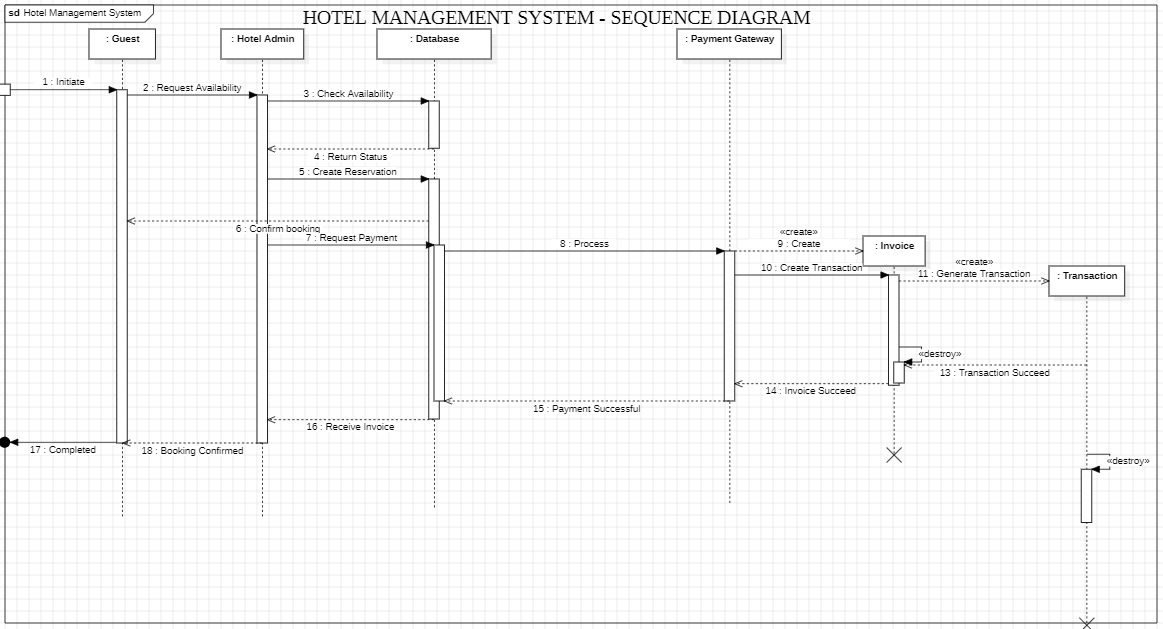 sd Hotel Management System
HOTEL MANAGEMENT SYSTEM - SEQUENCE DIAGRAM
: Guest
: Hotel Admin
: Database
: Payment Gateway
1 : Initiate
2 : Request Availability
3 : Check Availability
4 : Return Status
5 : Create Reservation
6 : Confirm booking
7 : Request Payment
8 : Process
«create»
9 : Create
: Invoice
10 : Create Transaction
«create»
11 : Generate Transaction
: Transaction
«destroy»
13 : Transaction Succeed
14 : Invoice Succeed
15 : Payment Successful
16 : Receive Invoice
17 : Completed
18 : Booking Confirmed
«destroy»